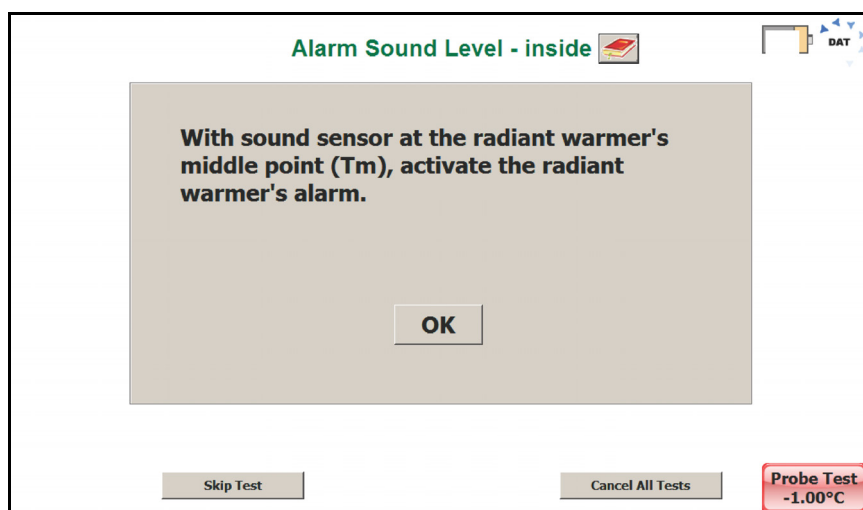 Alarm Sound Level - inside
DAT
With sound sensor at the radiant warmer's
middle point (Tm), activate the radiant
warmer's alarm.
OK
Skip Test
Cancel All Tests
Probe Test
-1.00°C